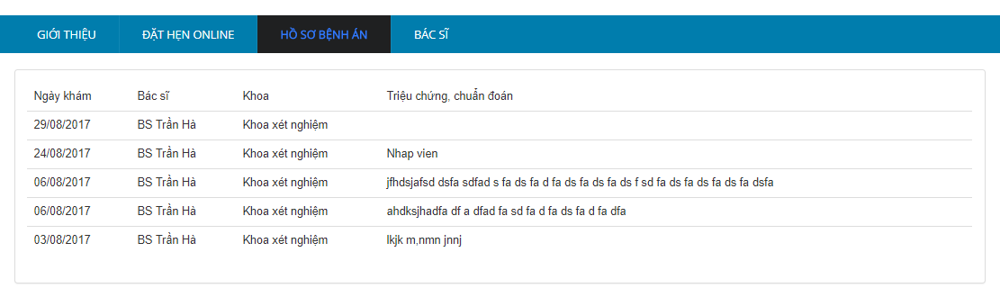 GIỚI THIỆU ĐẶT HẸN ONLINE HỒ SƠ BỆNH ÁN BÁC SĨ
Ngày khám Bác sĩ Khoa Triệu chứng, chuẩn đoán
29/08/2017 BS Trần Hà Khoa xét nghiệm
24/08/2017 BS Trần Hà Khoa xét nghiệm Nhap vien
06/08/2017 BS Trần Hà Khoa xét nghiệm jfhdsjafsd dsfa sdfad s fa ds fa d fa ds fa ds fa ds f sd fa ds fa ds fa ds fa dsfa
06/08/2017 BS Trần Hà Khoa xét nghiệm ahdksjhadfa df a dfad fa sd fa d fa ds fa d fa dfa
03/08/2017 BS Trần Hà Khoa xét nghiệm lkjk m,nmn jnnj